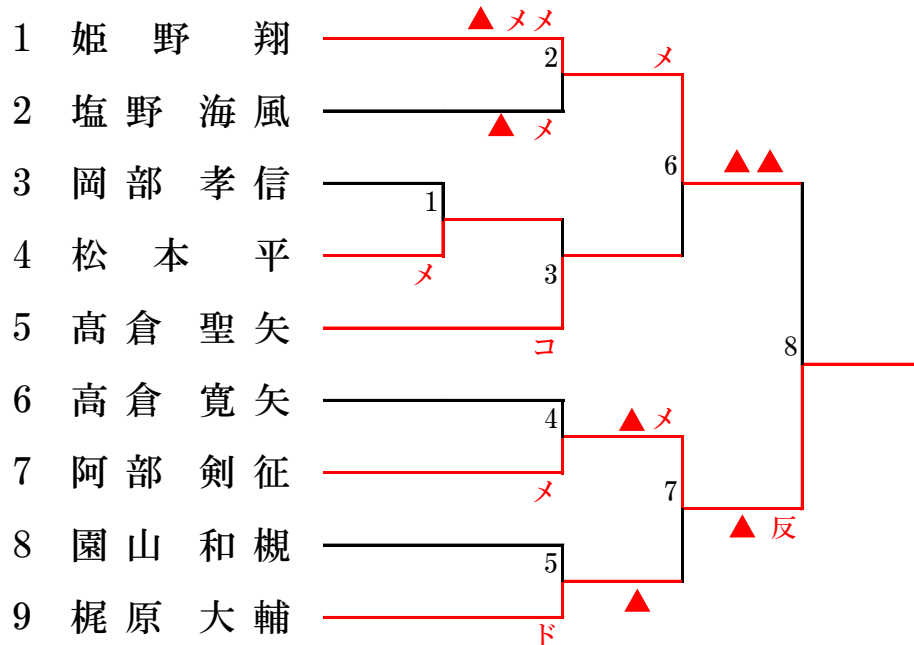 ▲ メメ
1 姫野 翔
2
メ
2 塩野 海風
▲ メ
3 岡部 孝信
1
6
▲ ▲
4 松本 平
メ
3
5 髙倉 聖矢
コ
8
6 高倉 寛矢
4
▲ メ
7 阿部 剣征
メ
7
8 園山 和槻
5
▲ 反
9 梶原 大輔
▲
ド